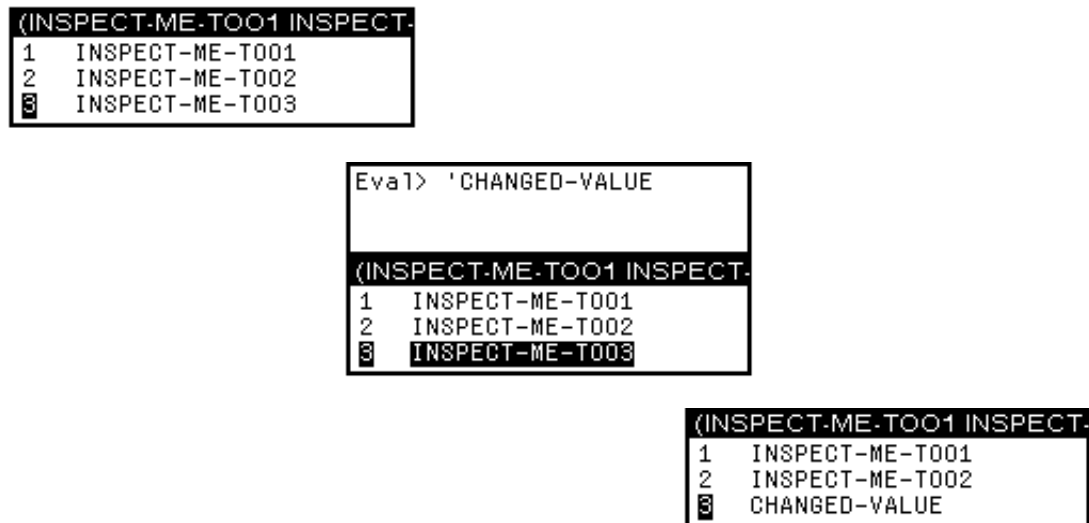 (INSPECT-ME-TOO1 INSPECT-
1 INSPECT-ME-TOO1
2 INSPECT-ME-TOO2
3 INSPECT-ME-TOO3
Eval> 'CHANGED-VALUE
(INSPECT-ME-TOO1 INSPECT-
1 INSPECT-ME-TOO1
2 INSPECT-ME-TOO2
3 INSPECT-ME-TOO3
(INSPECT-ME-TOO1 INSPECT-
1 INSPECT-ME-TOO1
2 INSPECT-ME-TOO2
3 CHANGED-VALUE